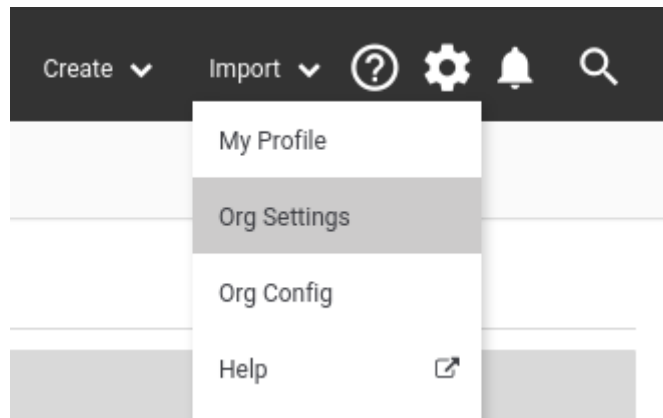 Create Import
My Profile
Org Settings
Org Config
Help